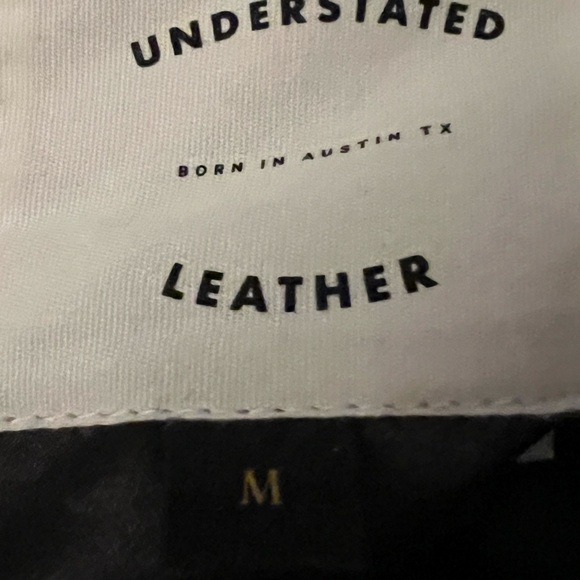 UNDERSTATED
BORN IN AUSTIN TX
LEATHER
M